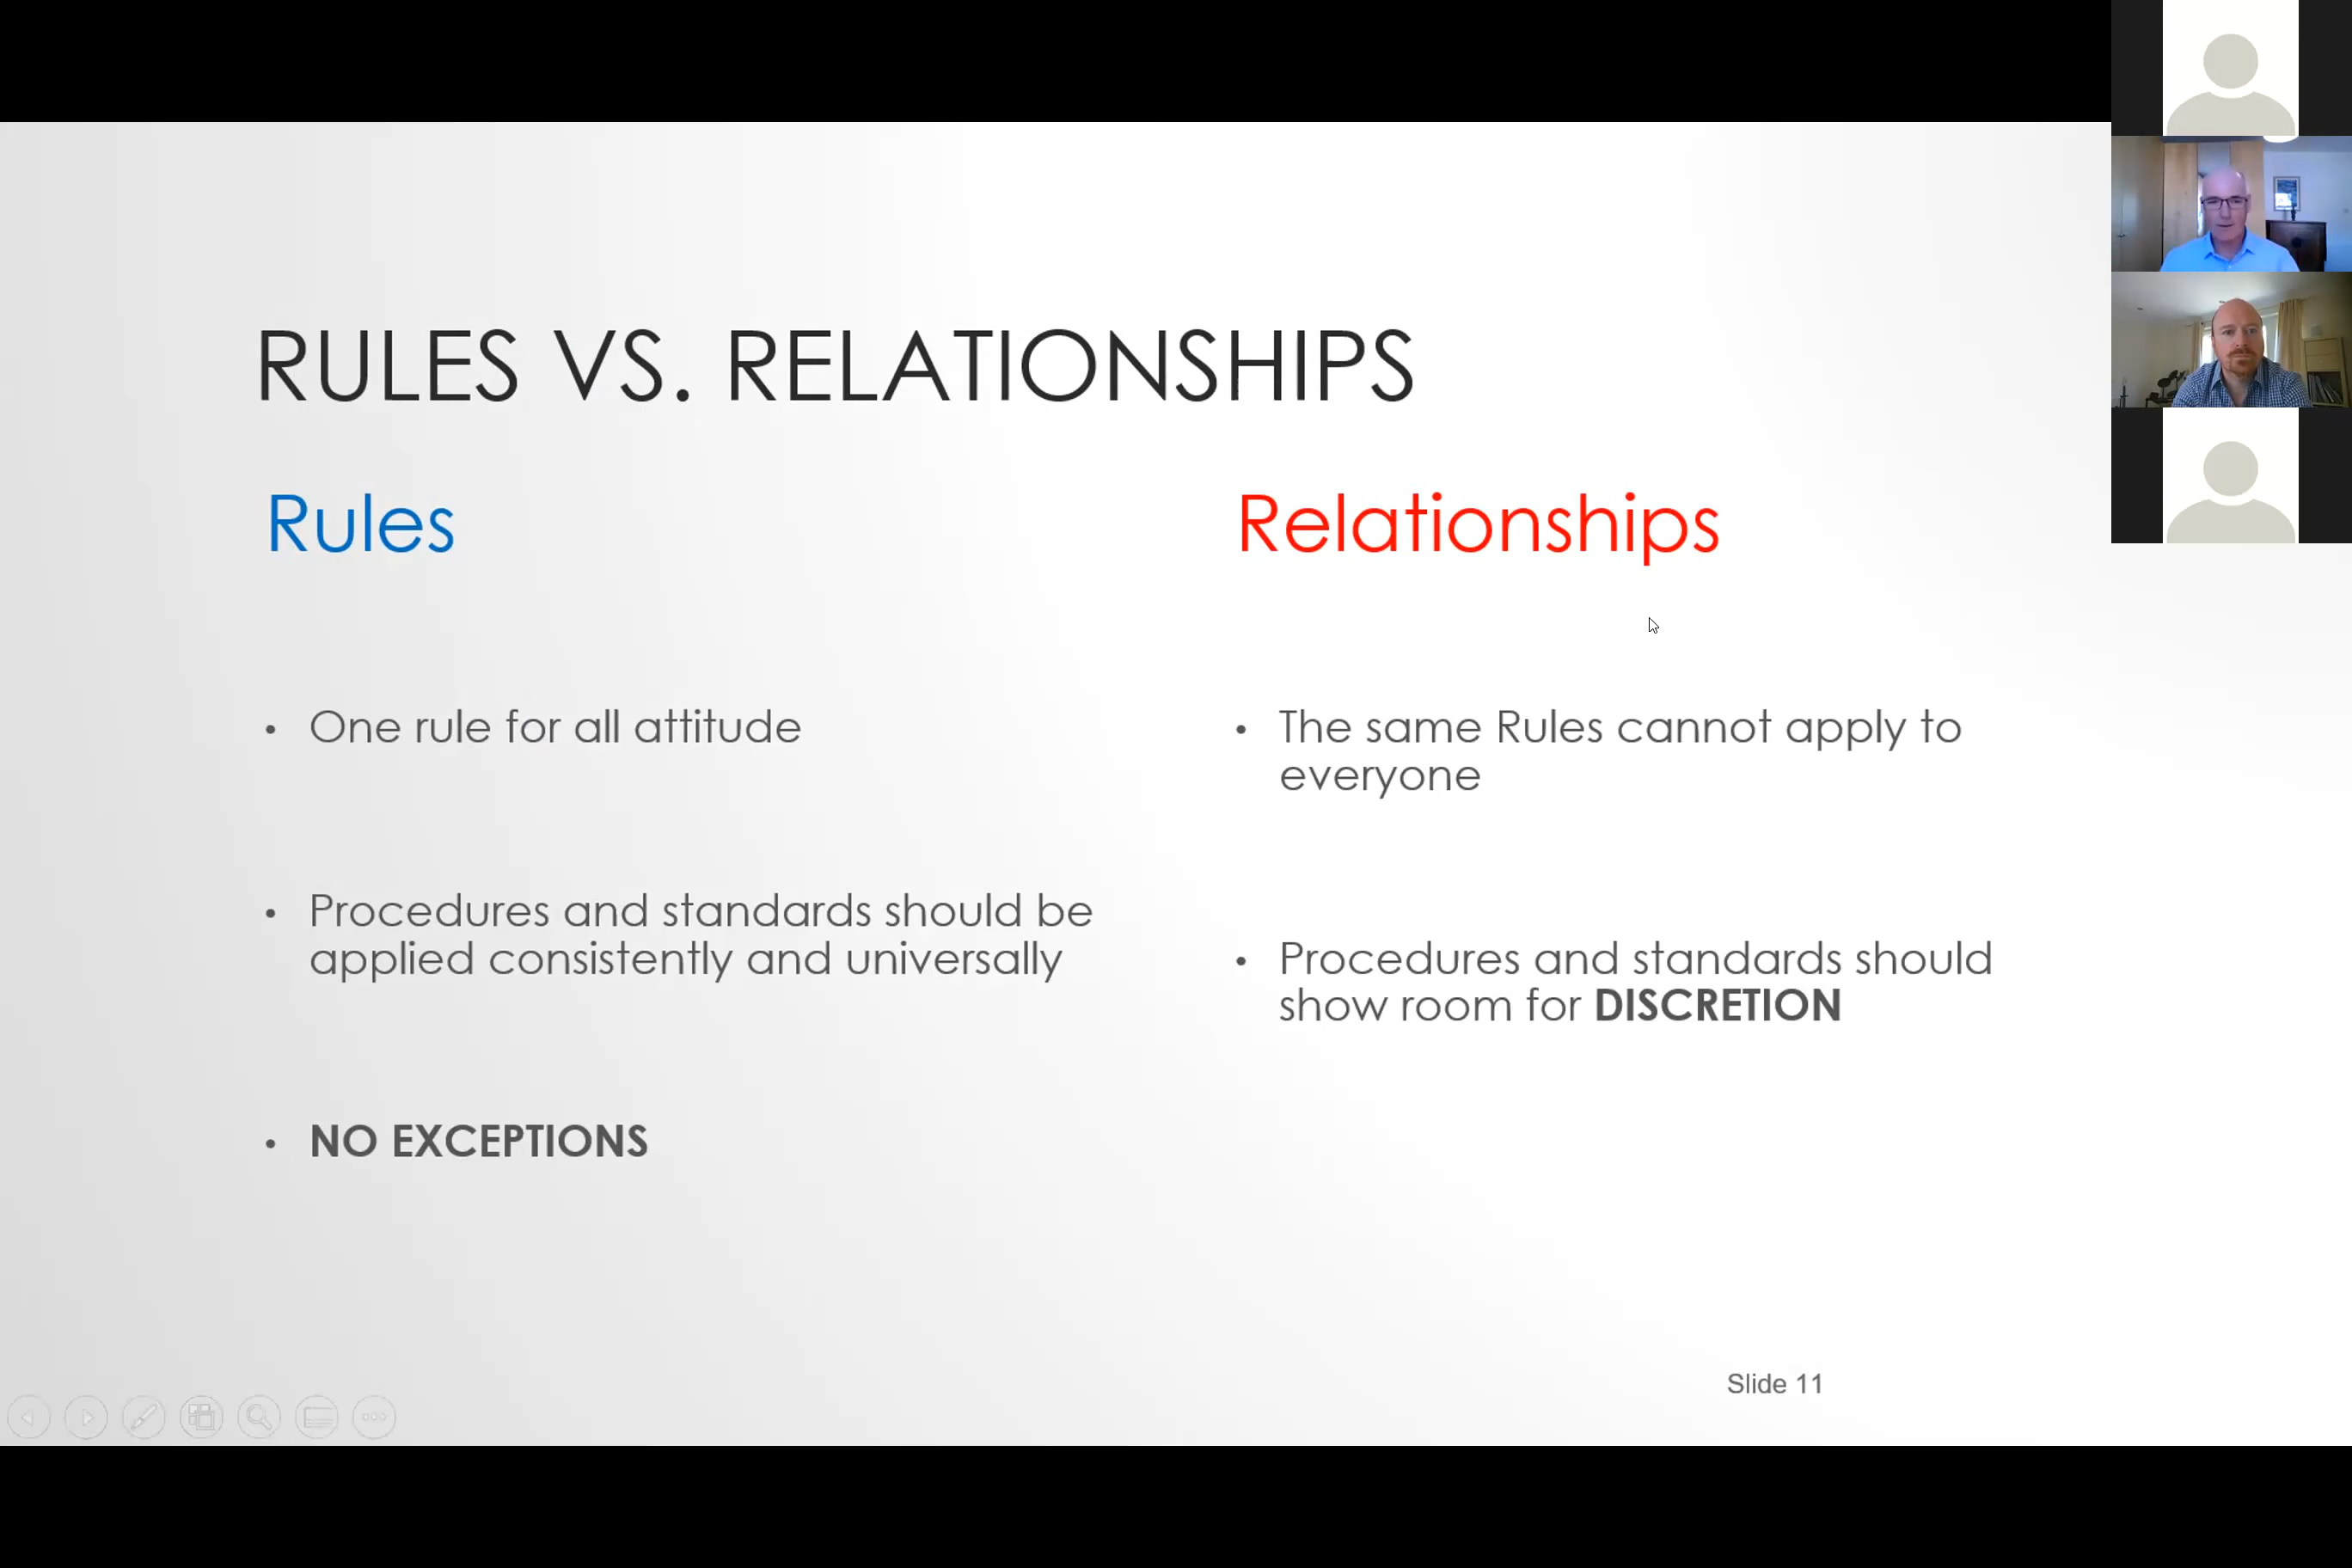 RULES VS. RELATIONSHIPS
Rules
• One rule for all attitude
• Procedures and standards should be
applied consistently and universally
• NO EXCEPTIONS
Relationships
• The same Rules cannot apply to
everyone
• Procedures and standards should
show room for DISCRETION
Slide 11